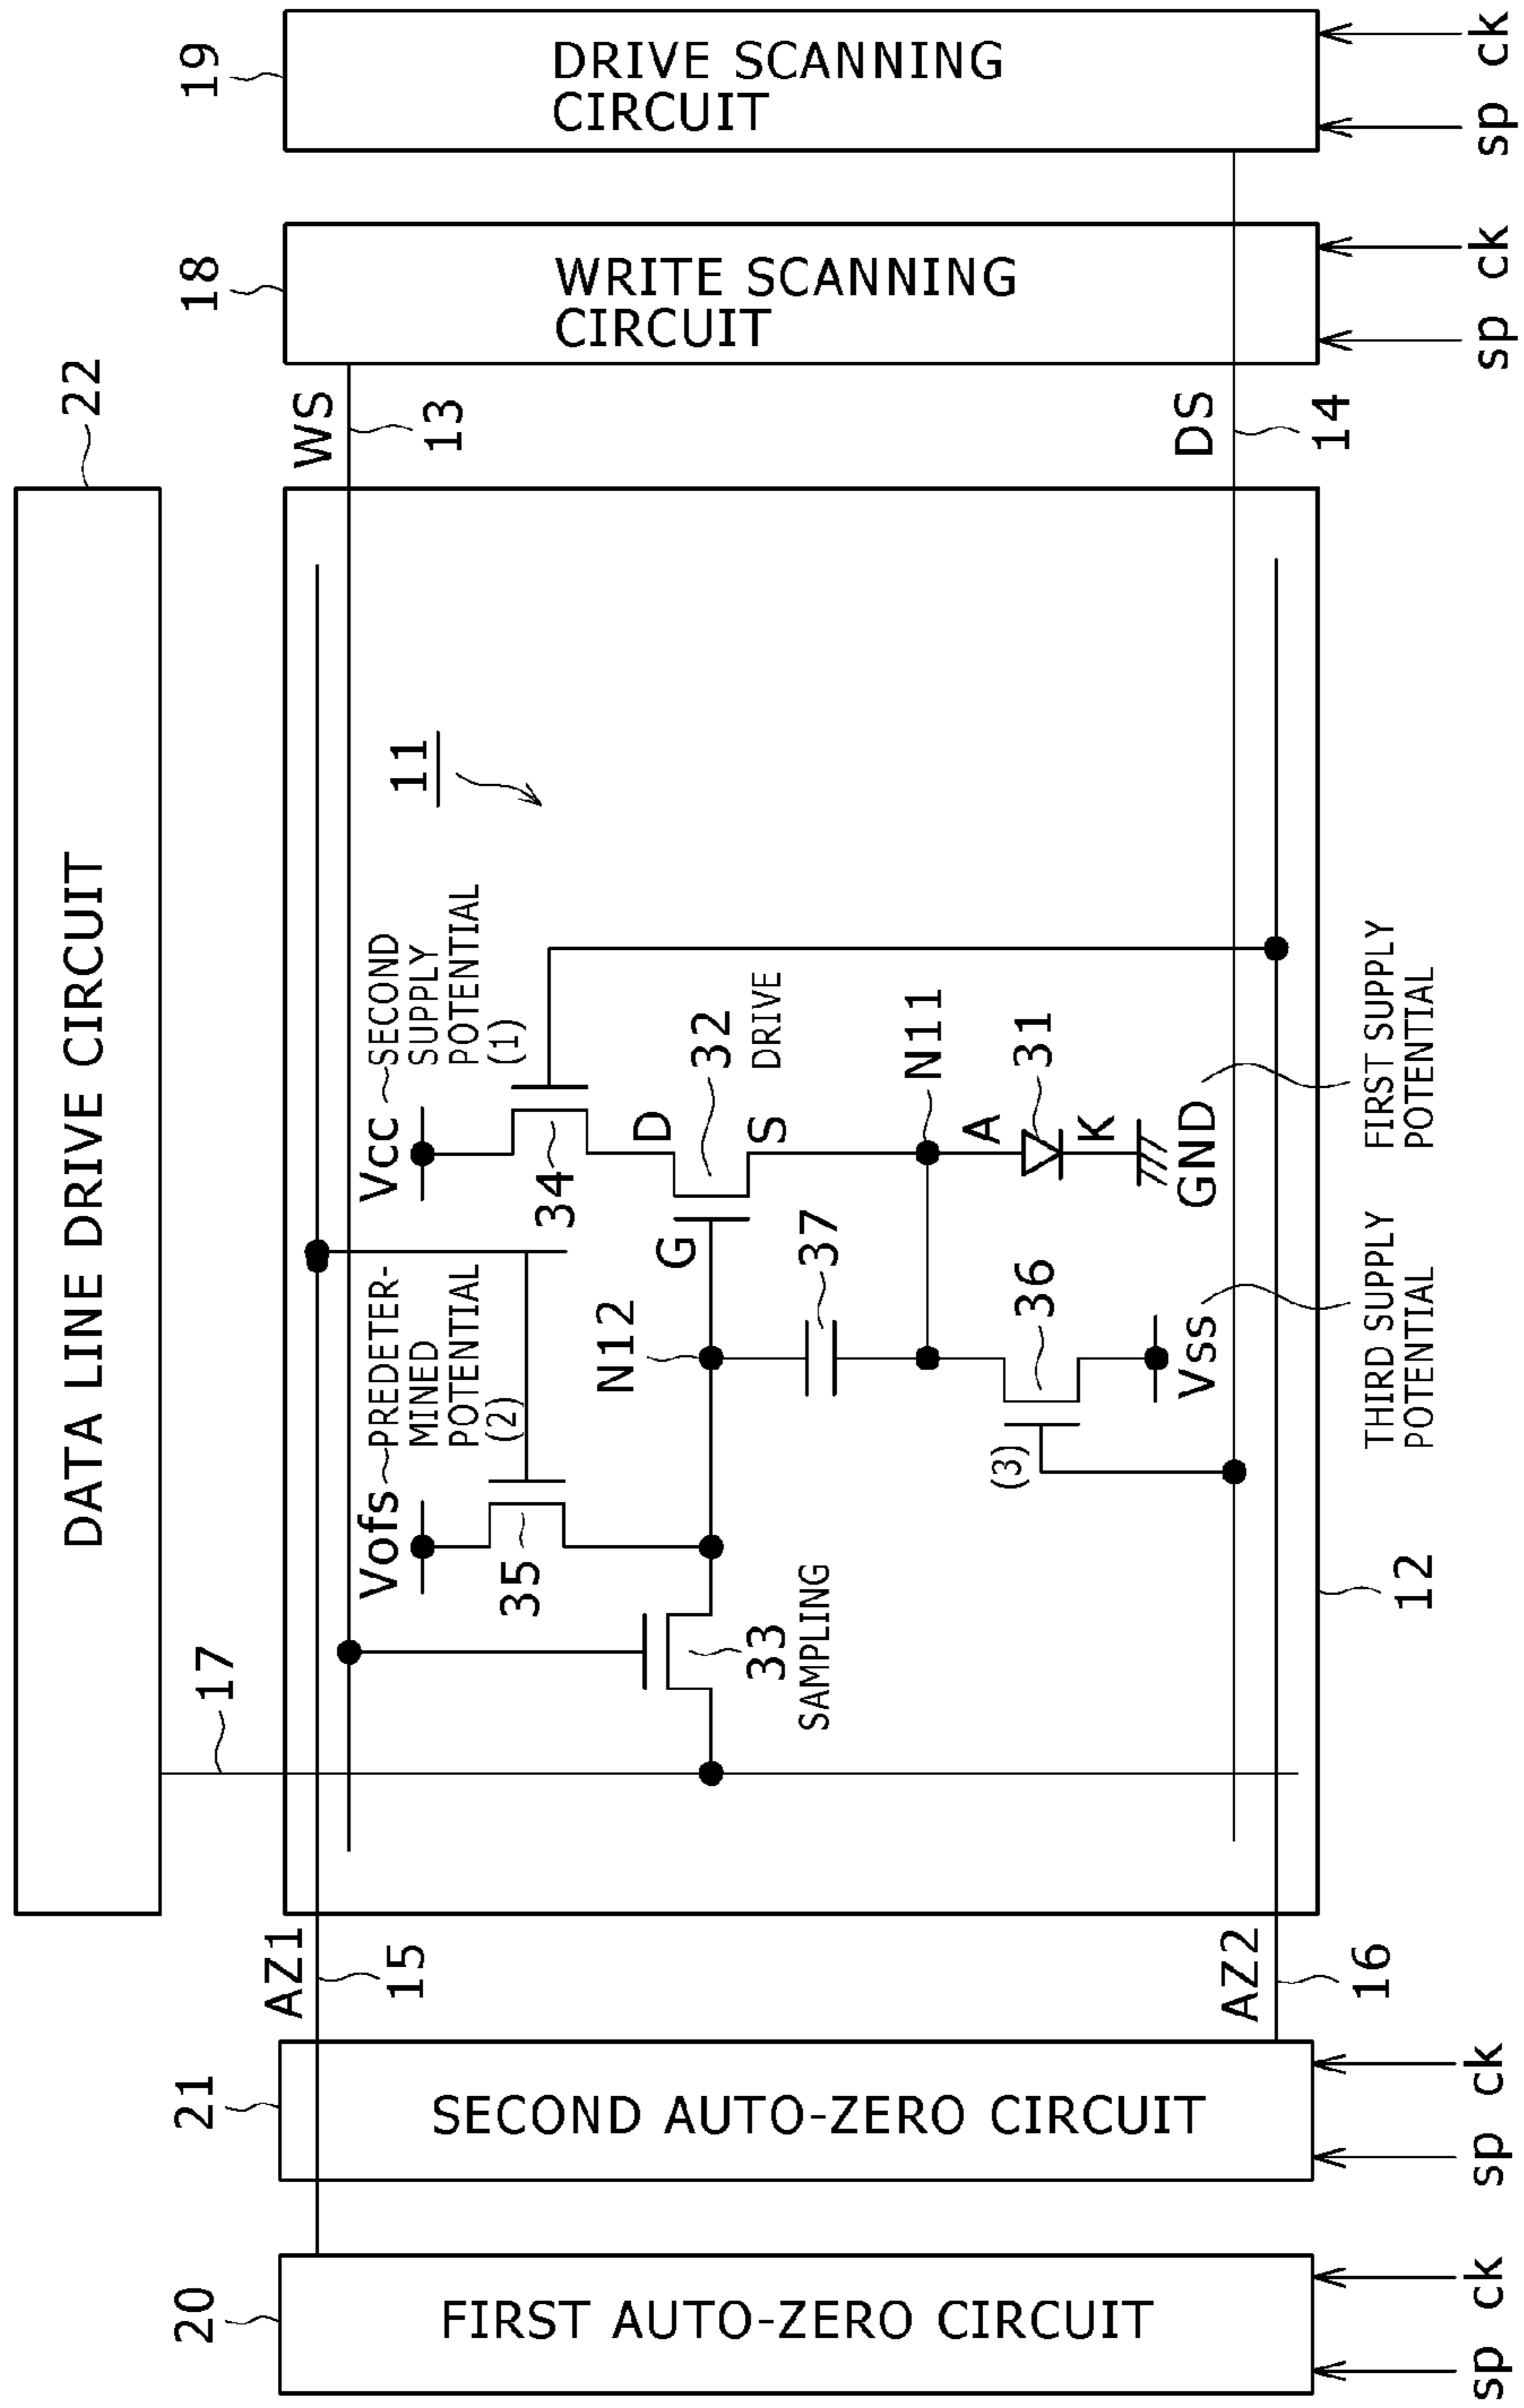 22
DATA LINE DRIVE CIRCUIT
17
20
FIRST AUTO-ZERO CIRCUIT
sp ck
21
SECOND AUTO-ZERO CIRCUIT
sp ck
AZ1
15
AZ2
16
WS
13
DS
14
18
WRITE SCANNING
CIRCUIT
sp ck
19
DRIVE SCANNING
CIRCUIT
sp ck
11
Vofs
PREDETER-
MINED
POTENTIAL
(2)
35
Vcc
SECOND
SUPPLY
POTENTIAL
(1)
34
33
SAMPLING
N12
G
D
S
32
DRIVE
37
N11
(3)
36
A
31
K
Vss
GND
12
THIRD SUPPLY
POTENTIAL
FIRST SUPPLY
POTENTIAL